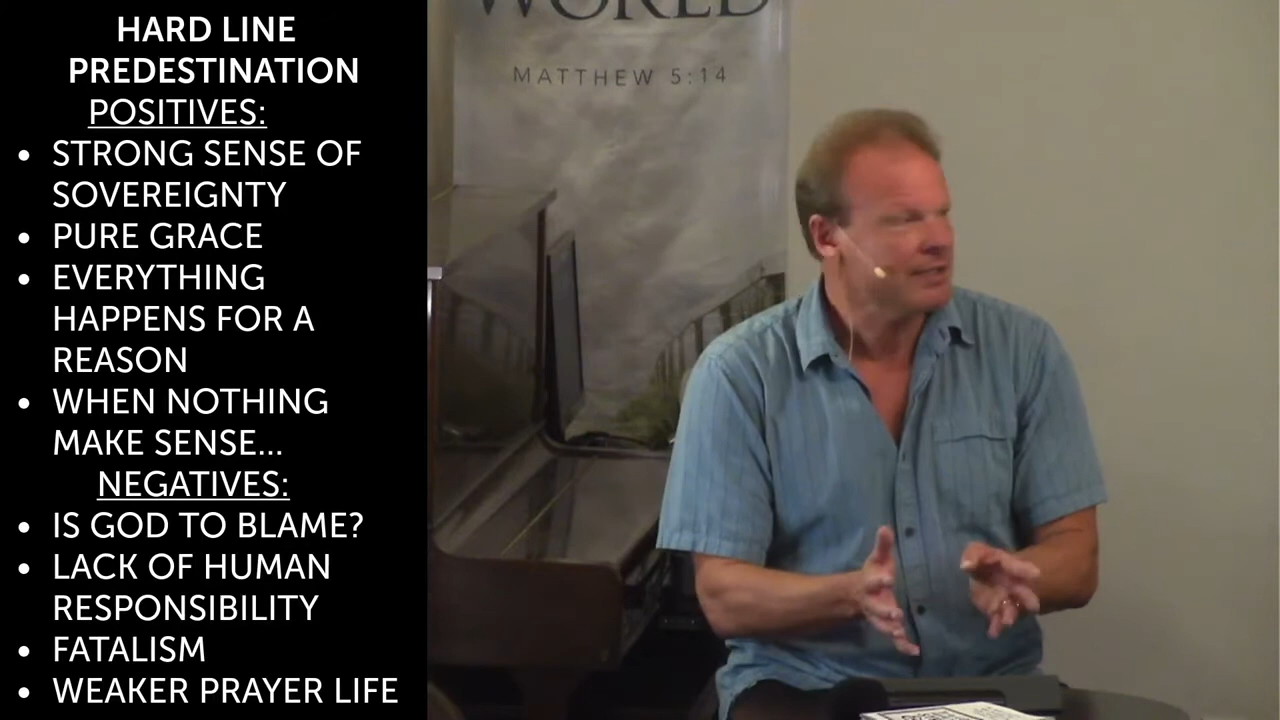 HARD LINE
PREDESTINATION
POSITIVES:
• STRONG SENSE OF
SOVEREIGNTY
• PURE GRACE
• EVERYTHING
HAPPENS FOR A
REASON
• WHEN NOTHING
MAKE SENSE...
NEGATIVES:
• IS GOD TO BLAME?
• LACK OF HUMAN
RESPONSIBILITY
• FATALISM
• WEAKER PRAYER LIFE
WORLD
MATTHEW 5:14